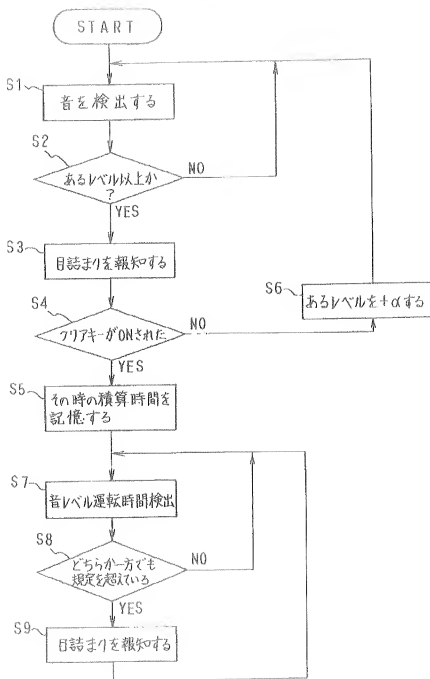 START
S1
音を検出する
S2
あるレベル以上か
?
NO
YES
S3
目詰まりを報知する
S6
あるレベルを+αする
S4
クリアキーがONされた
NO
YES
S5
その時の積算時間を
記憶する
S7
音レベル運転時間検出
S8
どちらか一方でも
規定を超えている
NO
YES
S9
目詰まりを報知する